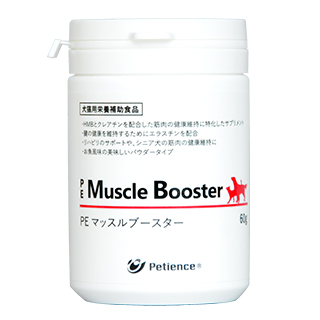 犬猫用栄養補助食品
・HMBとクレアチンを配合した筋肉の健康維持に特化したサプリメント
・腱の健康を維持するためにエラスチンを配合
・リハビリのサポートや、シニア犬の筋肉の健康維持に
・お魚風味の美味しいパウダータイプ
PE Muscle Booster
60g
PE マッスルブースター
Petience®